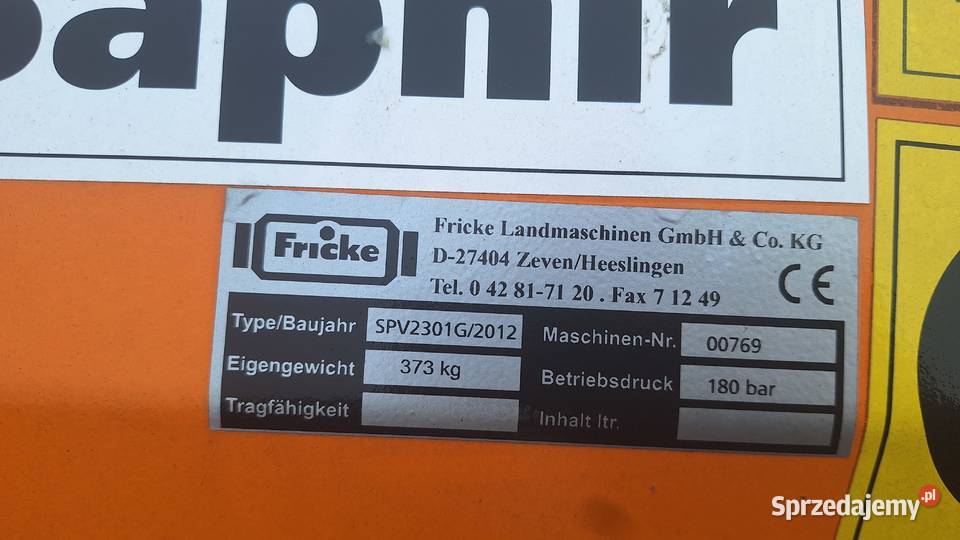 saphir
Fricke
Fricke Landmaschinen GmbH & Co. KG
D-27404 Zeven/Heeslingen
Tel. 0 42 81-71 20 . Fax 7 12 49
CE
Type/Baujahr SPV2301G/2012 Maschinen-Nr. 00769
Eigengewicht 373 kg Betriebsdruck 180 bar
Tragfähigkeit Inhalt ltr.
Sprzedajemy.pl